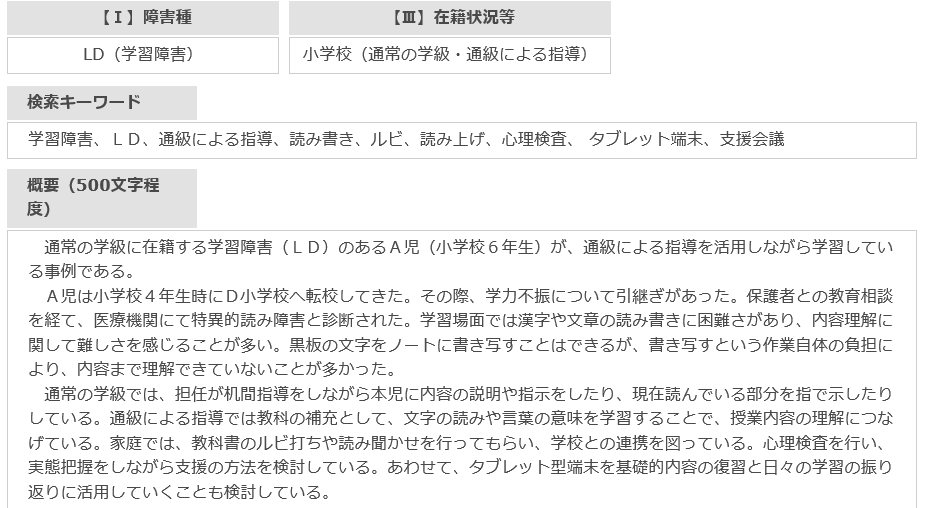 【Ⅰ】障害種
【Ⅲ】在籍状況等
LD（学習障害）
小学校（通常の学級・通級による指導）
検索キーワード
学習障害、ＬＤ、通級による指導、読み書き、ルビ、読み上げ、心理検査、 タブレット端末、支援会議
概要（500文字程
度）
　通常の学級に在籍する学習障害（ＬＤ）のあるＡ児（小学校６年生）が、通級による指導を活用しながら学習してい
る事例である。
　Ａ児は小学校４年生時にＤ小学校へ転校してきた。その際、学力不振について引継ぎがあった。保護者との教育相談
を経て、医療機関にて特異的読み障害と診断された。学習場面では漢字や文章の読み書きに困難さがあり、内容理解に
関して難しさを感じることが多い。黒板の文字をノートに書き写すことはできるが、書き写すという作業自体の負担に
より、内容まで理解できていないことが多かった。
　通常の学級では、担任が机間指導をしながら本児に内容の説明や指示をしたり、現在読んでいる部分を指で示したり
している。通級による指導では教科の補充として、文字の読みや言葉の意味を学習することで、授業内容の理解につな
げている。家庭では、教科書のルビ打ちや読み聞かせを行ってもらい、学校との連携を図っている。心理検査を行い、
実態把握をしながら支援の方法を検討している。あわせて、タブレット型端末を基礎的内容の復習と日々の学習の振り
返りに活用していくことも検討している。